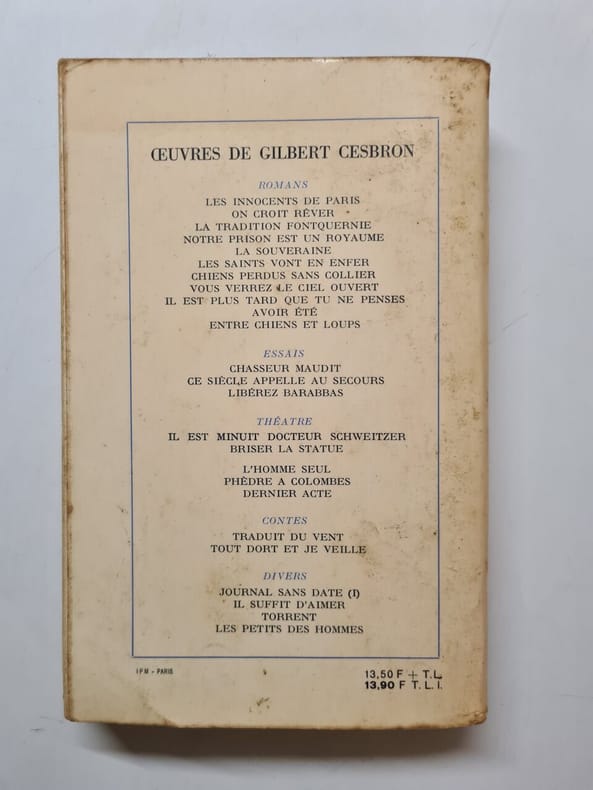 ŒUVRES DE GILBERT CESBRON
ROMANS
LES INNOCENTS DE PARIS
ON CROIT RÊVER
LA TRADITION FONTQUERNIE
NOTRE PRISON EST UN ROYAUME
LA SOUVERAINE
LES SAINTS VONT EN ENFER
CHIENS PERDUS SANS COLLIER
VOUS VERREZ LE CIEL OUVERT
IL EST PLUS TARD QUE TU NE PENSES
AVOIR ÉTÉ
ENTRE CHIENS ET LOUPS
ESSAIS
CHASSEUR MAUDIT
CE SIÈCLE APPELLE AU SECOURS
LIBÉREZ BARABBAS
THÉATRE
IL EST MINUIT DOCTEUR SCHWEITZER
BRISER LA STATUE
L'HOMME SEUL
PHÈDRE A COLOMBES
DERNIER ACTE
CONTES
TRADUIT DU VENT
TOUT DORT ET JE VEILLE
DIVERS
JOURNAL SANS DATE (I)
IL SUFFIT D'AIMER
TORRENT
LES PETITS DES HOMMES
IPM - PARIS
13,50 F + T.L.
13,90 F T. L. I.